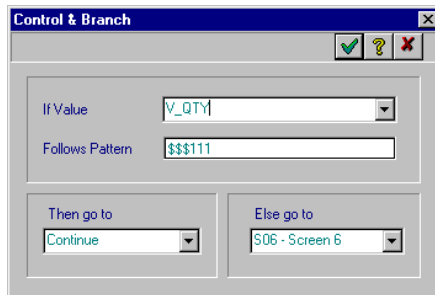 Control & Branch
If Value
V_QTY
Follows Pattern
$$$111
Then go to
Continue
Else go to
S06 - Screen 6